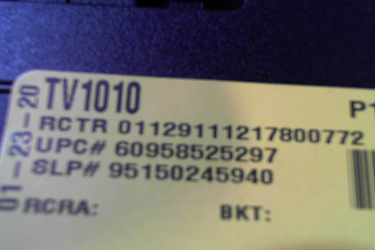 TV1010
P1
RCTR 01129111217800772
UPC# 60958525297
SLP# 95150245940
RCRA: BKT:
01-23-20